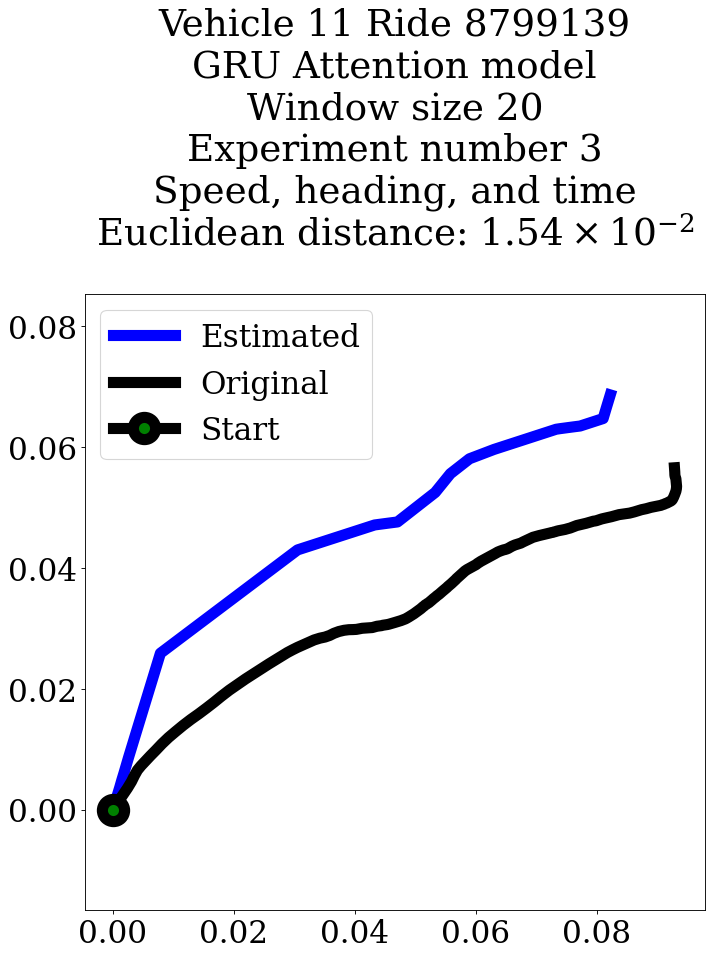 Vehicle 11 Ride 8799139
GRU Attention model
Window size 20
Experiment number 3
Speed, heading, and time
Euclidean distance: 1.54 × 10⁻²
Estimated
Original
Start
0.08
0.06
0.04
0.02
0.00
0.00 0.02 0.04 0.06 0.08